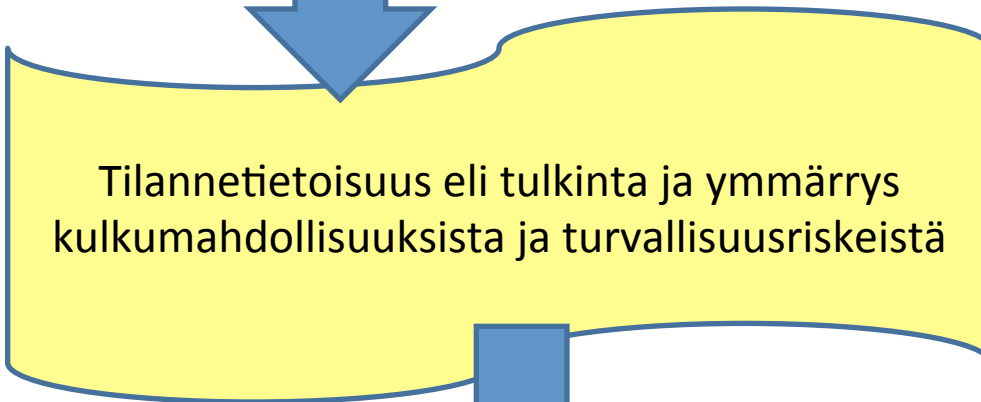 Tilannetietoisuus eli tulkinta ja ymmärrys
kulkumahdollisuuksista ja turvallisuusriskeistä